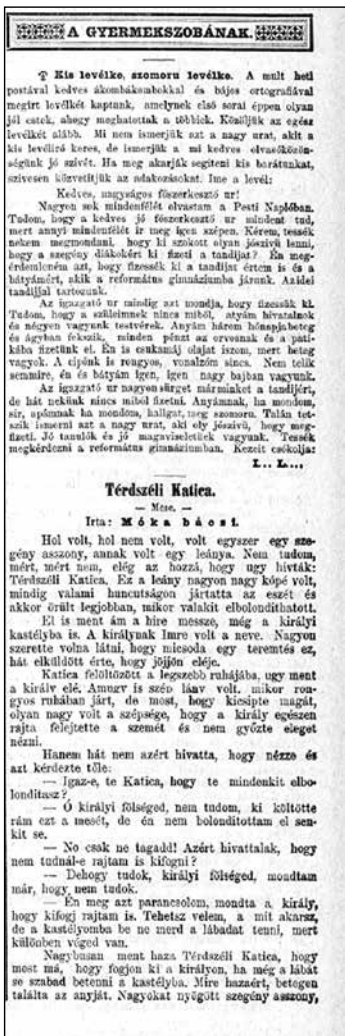 A GYERMEKSZOBÁNAK.
Kis levélke, szomoru levélke. A mult heti
postával kedves ákombákombokkal és bájos ortografiával
megirt levélkét kaptunk, amelynek első sorai éppen olyan
jól estek, ahogy meghatottak a többiek. Közöljük az egész
levélkét alább. Mi nem ismerjük azt a nagy urat, akit a
kis levéliró keres, de ismerjük a mi kedves olvasóközön-
ségünk jó szivét. Ha meg akarják segiteni kis barátunkat,
szivesen közvetitjük az adakozásokat. Ime a levél:
Kedves, nagyságos főszerkesztő ur!
Nagyon sok mindenfélét olvastam a Pesti Naplóban.
Tudom, hogy a kedves jó főszerkesztő ur mindent tud,
mert annyi mindenfélét ir meg igen szépen. Kérem, tessék
nekem megmondani, hogy ki szokott olyan jószivü lenni,
hogy a szegény diákokért ki fizeti a tandijat? Én meg-
érdemleném azt, hogy fizessék ki a tandijat értem is és a
bátyámért, akik a református gimnáziumba járunk. Azidei
tandijjal tartozunk.
Az igazgató ur mindig azt mondja, hogy fizessük ki.
Tudom, hogy a szüleimnek nincs miből, atyám hivatalnok
és négyen vagyunk testvérek. Anyám három hónapja beteg
és ágyban fekszik, minden pénzt az orvosnak és a pati-
kába fizetünk el. Én is csukamáj olajat iszom, mert beteg
vagyok. A cipőnk is rongyos, vonalzóm sincs. Nem telik
semmire, én és bátyám igen, igen nagy bajban vagyunk.
Az igazgató ur nagyon sürget már minket a tandijért,
de hát nekünk nincs miből fizetni. Anyámnak, ha mondom,
sir, apámnak ha mondom, hallgat, meg szomoru. Talán tet-
szik ismerni azt a nagy urat, aki oly jószivü, hogy meg-
fizeti. Jó tanulók és jó magaviseletüek vagyunk. Tessék
megkérdezni a református gimnáziumban. Kezeit csókolja:
L.. L...
Térdszéli Katica.
— Mese. —
Irta: Móka bácsi.
Hol volt, hol nem volt, volt egyszer egy sze-
gény asszony, annak volt egy leánya. Nem tudom,
mért, mért nem, elég az hozzá, hogy ugy hivták:
Térdszéli Katica. Ez a leány nagyon nagy kópé volt,
mindig valami huncutságon jártatta az eszét és
akkor örült legjobban, mikor valakit elbolondithatott.
El is ment ám a hire messze, még a királyi
kastélyba is. A királynak Imre volt a neve. Nagyon
szerette volna látni, hogy micsoda egy teremtés ez,
hát elküldött érte, hogy jöjjön eléje.
Katica felöltözött a legszebb ruhájába, ugy ment
a király elé. Amugy is szép lány volt, mikor ron-
gyos ruhában járt, de most, hogy kicsipte magát,
olyan nagy volt a szépsége, hogy a király egészen
rajta felejtette a szemét és nem győzte eleget
nézni.
Hanem hát nem azért hivatta, hogy nézze és
azt kérdezte tőle:
— Igaz-e, te Katica, hogy te mindenkit elbo-
londitasz?
— Ó királyi fölséged, nem tudom, ki költötte
rám ezt a mesét, de én nem bolonditottam el sen-
kit se.
— No csak ne tagadd! Azért hivattalak, hogy
nem tudnál-e rajtam is kifogni?
— Dehogy tudok, királyi fölséged, mondtam
már, hogy nem tudok.
— Én meg azt parancsolom, mondta a király,
hogy kifogj rajtam is. Tehetsz velem, a mit akarsz,
de a kastélyomba be ne merd a lábadat tenni, mert
különben véged van.
Nagybusan ment haza Térdszéli Katica, hogy
most má, hogy fogjon ki a királyon, ha még a lábát
se szabad betenni a kastélyba. Mire hazaért, betegen
találta az anyját. Nagyokat nyögött szegény asszony,